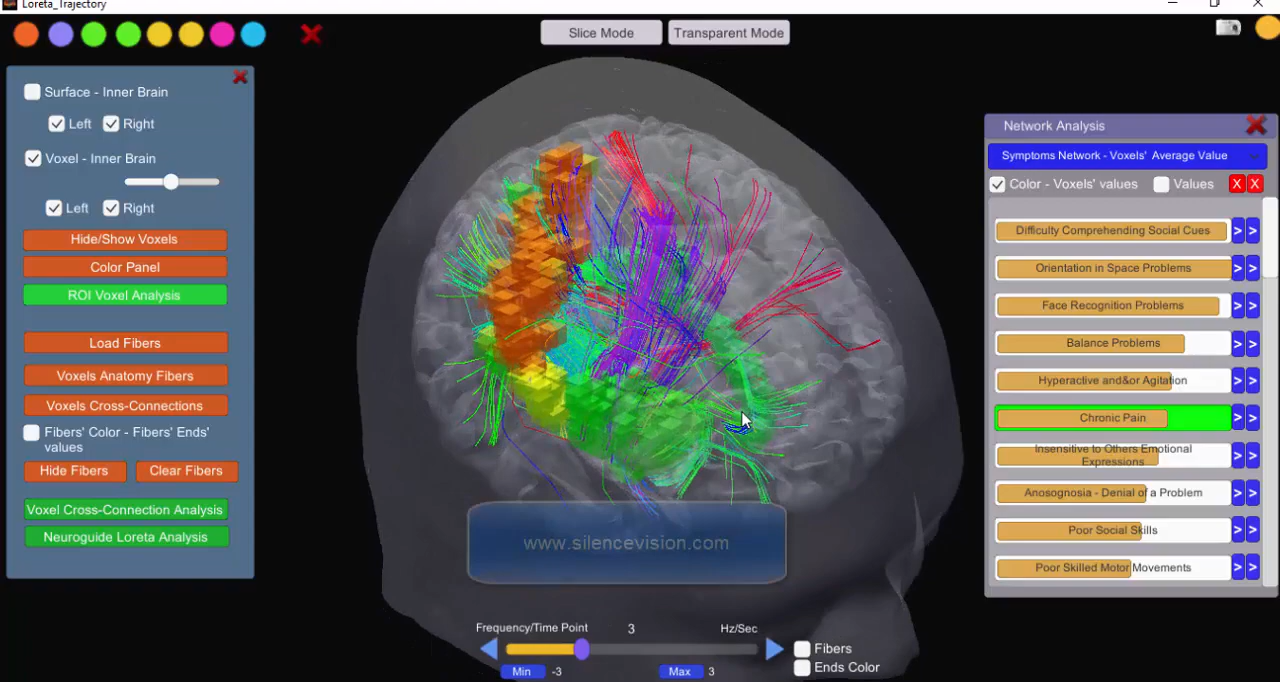 Loreta_Trajectory
Slice Mode
Transparent Mode
Surface - Inner Brain
Left
Right
Voxel - Inner Brain
Left
Right
Hide/Show Voxels
Color Panel
ROI Voxel Analysis
Load Fibers
Voxels Anatomy Fibers
Voxels Cross-Connections
Fibers' Color - Fibers' Ends'
values
Hide Fibers
Clear Fibers
Voxel Cross-Connection Analysis
Neuroguide Loreta Analysis
www.silencevision.com
Frequency/Time Point
3
Hz/Sec
Min
-3
Max
3
Fibers
Ends Color
Network Analysis
Symptoms Network - Voxels' Average Value
Color - Voxels' values
Values
X
X
Difficulty Comprehending Social Cues
> >
Orientation in Space Problems
> >
Face Recognition Problems
> >
Balance Problems
> >
Hyperactive and&or Agitation
> >
Chronic Pain
> >
Insensitive to Others Emotional
Expressions
> >
Anosognosia - Denial of a Problem
> >
Poor Social Skills
> >
Poor Skilled Motor Movements
> >